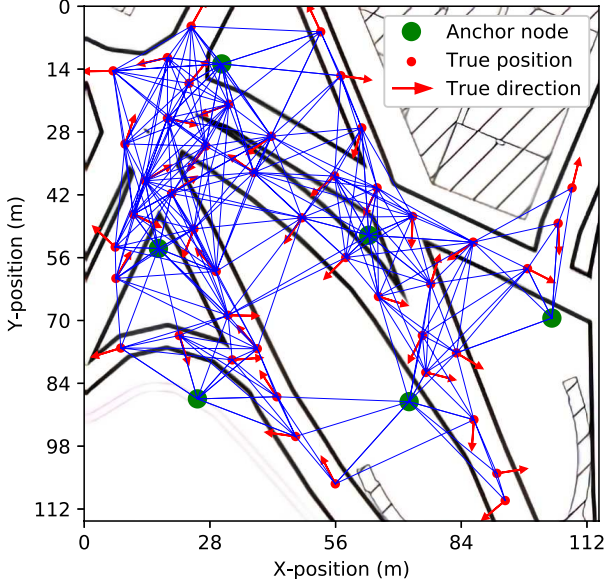 Anchor node
True position
True direction
0
14
28
42
56
70
84
98
112
Y-position (m)
0 28 56 84 112
X-position (m)